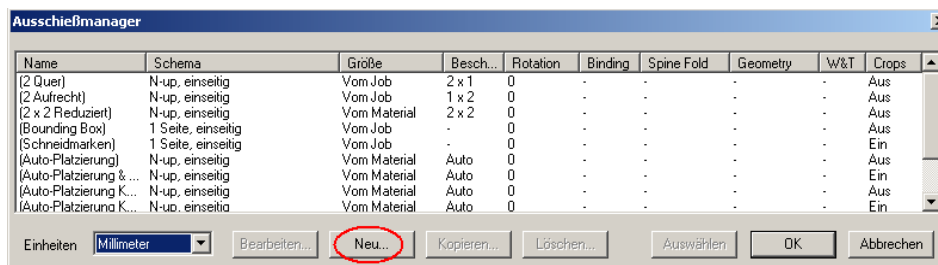 Ausschießmanager
Name Schema Größe Besch... Rotation Binding Spine Fold Geometry W&T Crops
(2 Quer) N-up, einseitig Vom Job 2 x 1 0 - - - - Aus
(2 Aufrecht) N-up, einseitig Vom Job 1 x 2 0 - - - - Aus
(2 x 2 Reduziert) N-up, einseitig Vom Material 2 x 2 0 - - - - Aus
(Bounding Box) 1 Seite, einseitig Vom Job - 0 - - - - Aus
(Schneidmarken) 1 Seite, einseitig Vom Job - 0 - - - - Ein
(Auto-Platzierung) N-up, einseitig Vom Material Auto 0 - - - - Aus
(Auto-Platzierung & ... N-up, einseitig Vom Material Auto 0 - - - - Ein
(Auto-Platzierung K... N-up, einseitig Vom Material Auto 0 - - - - Aus
(Auto-Platzierung K... N-up, einseitig Vom Material Auto 0 - - - - Ein
Einheiten Millimeter Bearbeiten... Neu... Kopieren... Löschen... Auswählen OK Abbrechen